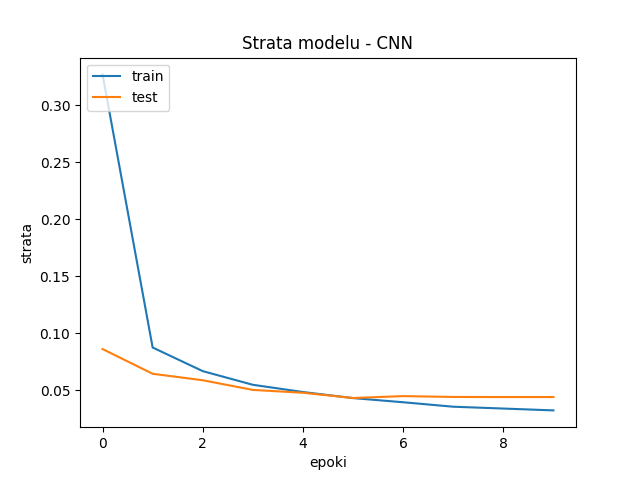 Strata modelu - CNN
train
test
strata
0.30
0.25
0.20
0.15
0.10
0.05
0 2 4 6 8
epoki